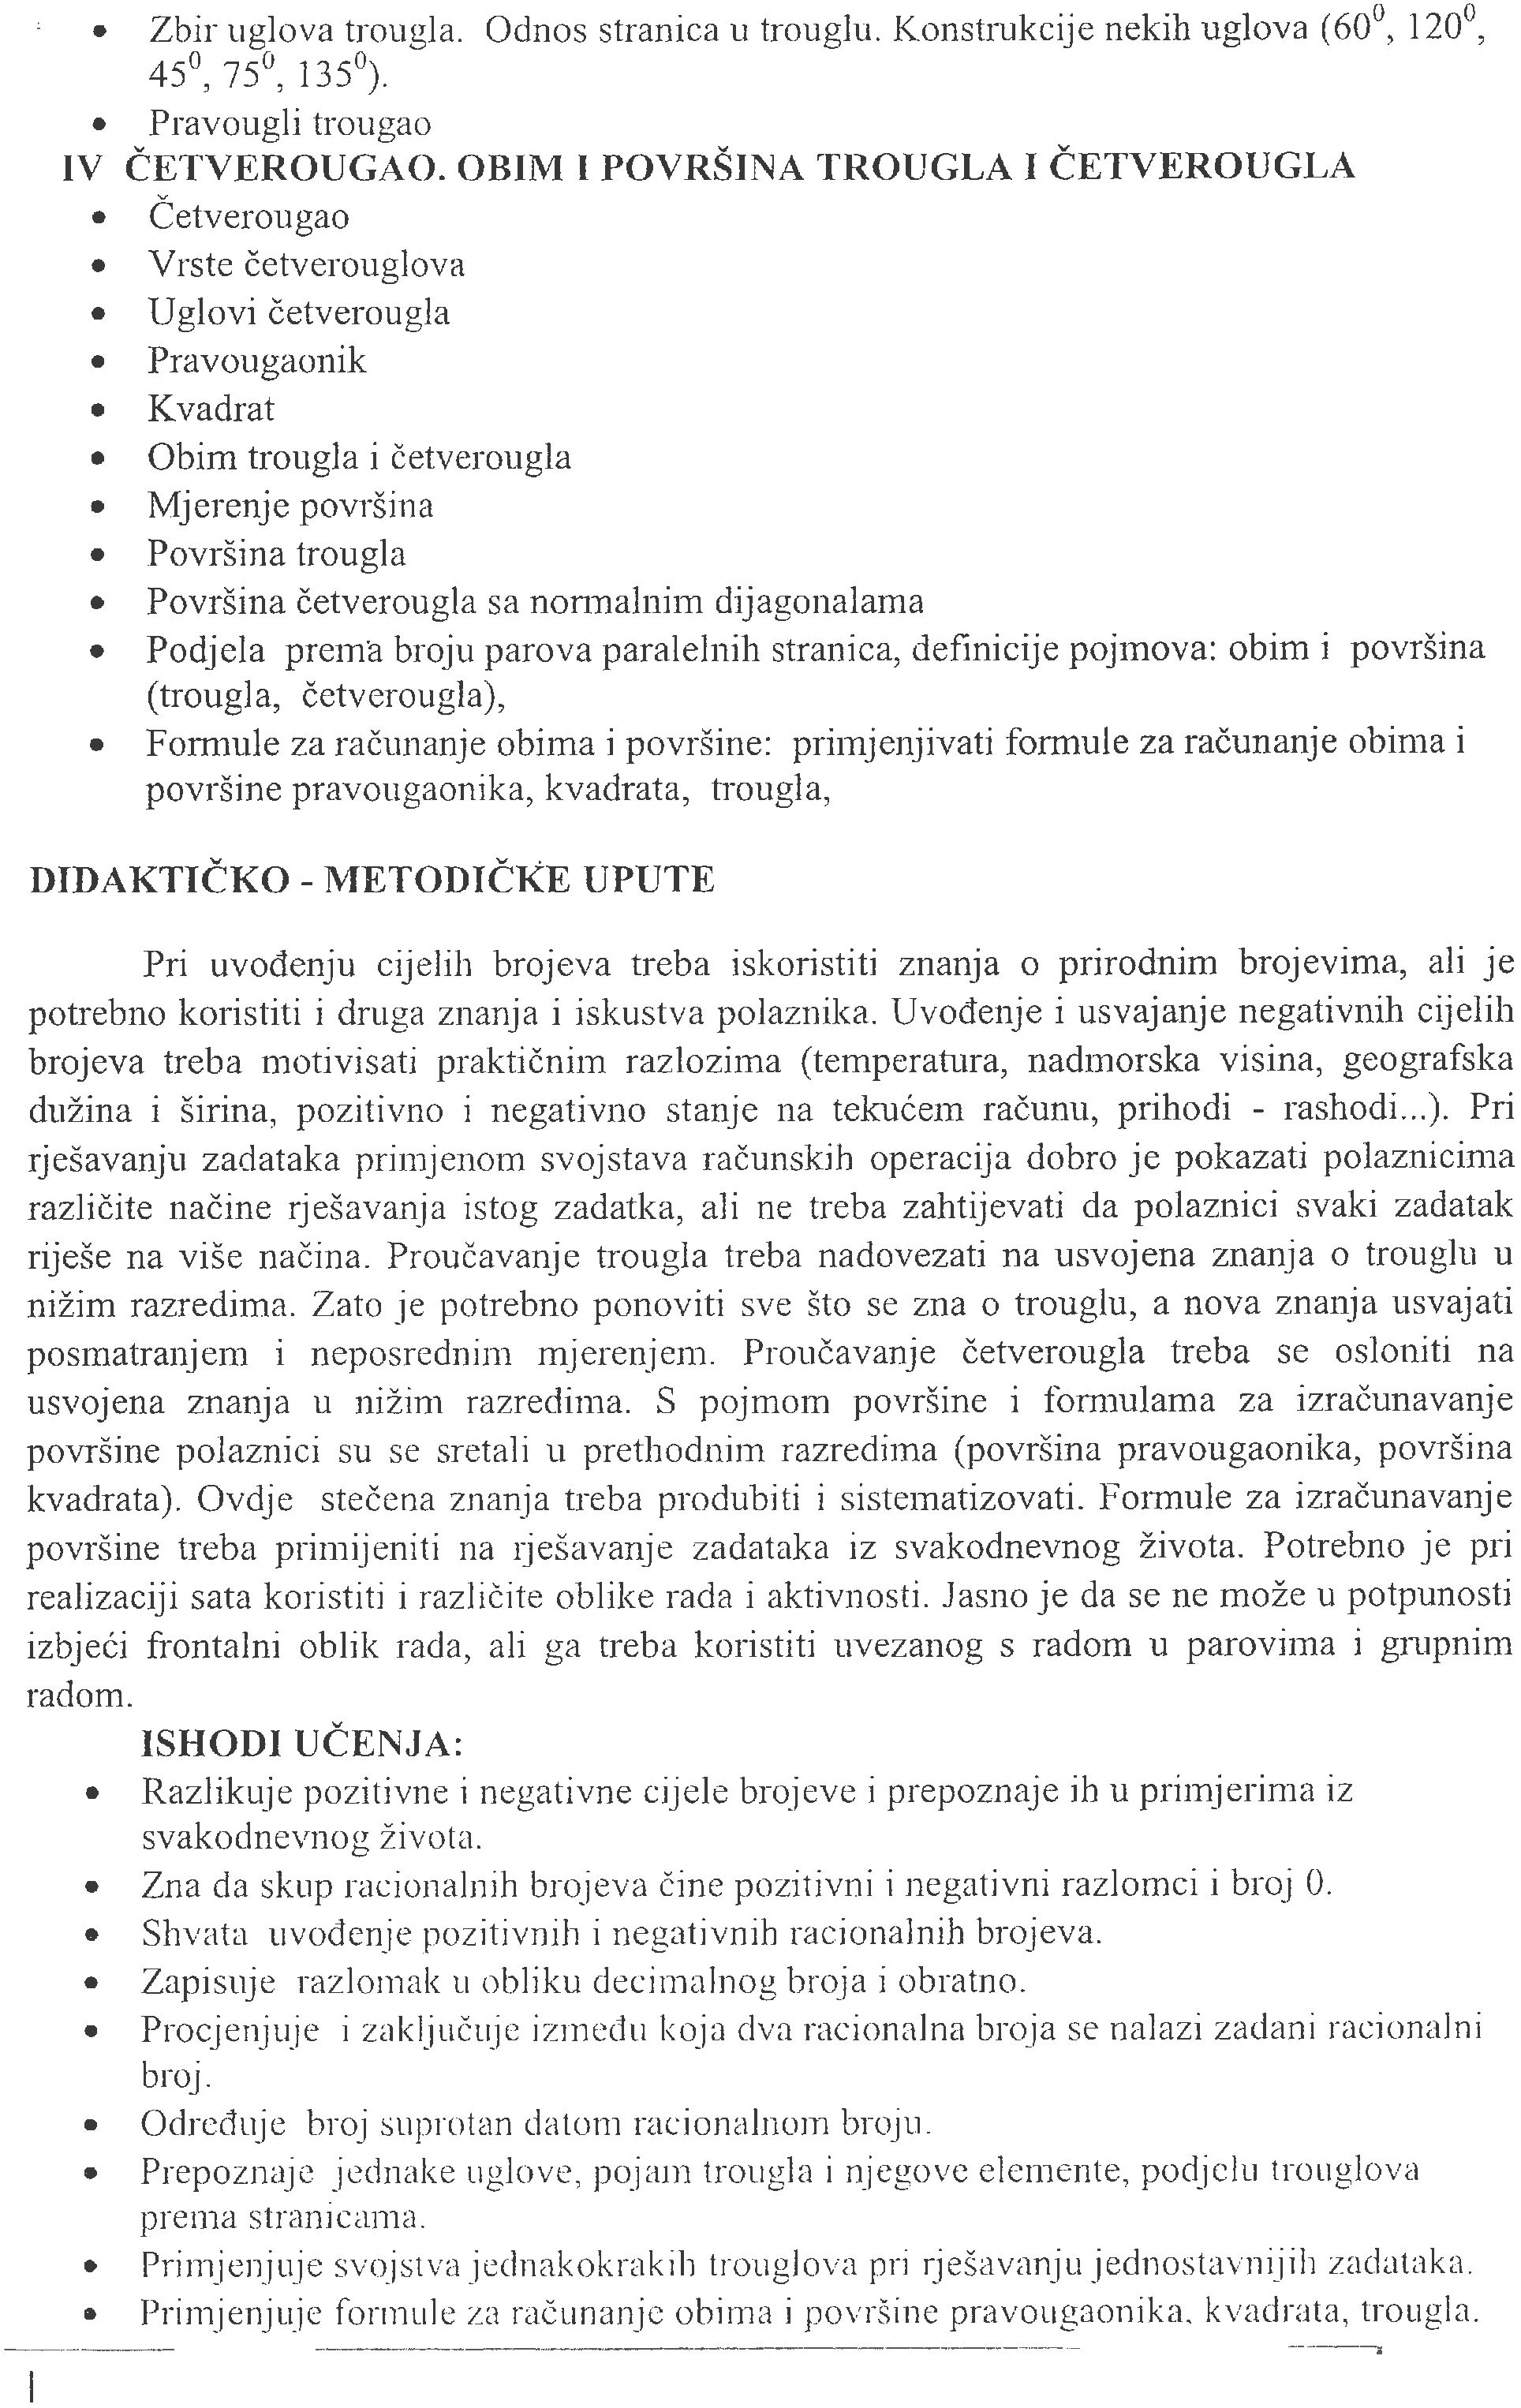 • Zbir uglova trougla. Odnos stranica u trouglu. Konstrukcije nekih uglova (60⁰, 120⁰,
45⁰, 75⁰, 135⁰).
• Pravougli trougao
IV ČETVEROUGAO. OBIM I POVRŠINA TROUGLA I ČETVEROUGLA
• Četverougao
• Vrste četverouglova
• Uglovi četverougla
• Pravougaonik
• Kvadrat
• Obim trougla i četverougla
• Mjerenje površina
• Površina trougla
• Površina četverougla sa normalnim dijagonalama
• Podjela prema broju parova paralelnih stranica, definicije pojmova: obim i površina
(trougla, četverougla),
• Formule za računanje obima i površine: primjenjivati formule za računanje obima i
površine pravougaonika, kvadrata, trougla,
DIDAKTIČKO - METODIČKE UPUTE
Pri uvođenju cijelih brojeva treba iskoristiti znanja o prirodnim brojevima, ali je
potrebno koristiti i druga znanja i iskustva polaznika. Uvođenje i usvajanje negativnih cijelih
brojeva treba motivisati praktičnim razlozima (temperatura, nadmorska visina, geografska
dužina i širina, pozitivno i negativno stanje na tekućem računu, prihodi - rashodi...). Pri
rješavanju zadataka primjenom svojstava računskih operacija dobro je pokazati polaznicima
različite načine rješavanja istog zadatka, ali ne treba zahtijevati da polaznici svaki zadatak
riješe na više načina. Proučavanje trougla treba nadovezati na usvojena znanja o trouglu u
nižim razredima. Zato je potrebno ponoviti sve što se zna o trouglu, a nova znanja usvajati
posmatranjem i neposrednim mjerenjem. Proučavanje četverougla treba se osloniti na
usvojena znanja u nižim razredima. S pojmom površine i formulama za izračunavanje
površine polaznici su se sretali u prethodnim razredima (površina pravougaonika, površina
kvadrata). Ovdje stečena znanja treba produbiti i sistematizovati. Formule za izračunavanje
površine treba primijeniti na rješavanje zadataka iz svakodnevnog života. Potrebno je pri
realizaciji sata koristiti i različite oblike rada i aktivnosti. Jasno je da se ne može u potpunosti
izbjeći frontalni oblik rada, ali ga treba koristiti uvezanog s radom u parovima i grupnim
radom.
ISHODI UČENJA:
• Razlikuje pozitivne i negativne cijele brojeve i prepoznaje ih u primjerima iz
svakodnevnog života.
• Zna da skup racionalnih brojeva čine pozitivni i negativni razlomci i broj 0.
• Shvata uvođenje pozitivnih i negativnih racionalnih brojeva.
• Zapisuje razlomak u obliku decimalnog broja i obratno.
• Procjenjuje i zaključuje između koja dva racionalna broja se nalazi zadani racionalni
broj.
• Određuje broj suprotan datom racionalnom broju.
• Prepoznaje jednake uglove, pojam trougla i njegove elemente, podjelu trouglova
prema stranicama.
• Primjenjuje svojstva jednakokrakih trouglova pri rješavanju jednostavnijih zadataka.
• Primjenjuje formule za računanje obima i površine pravougaonika, kvadrata, trougla.